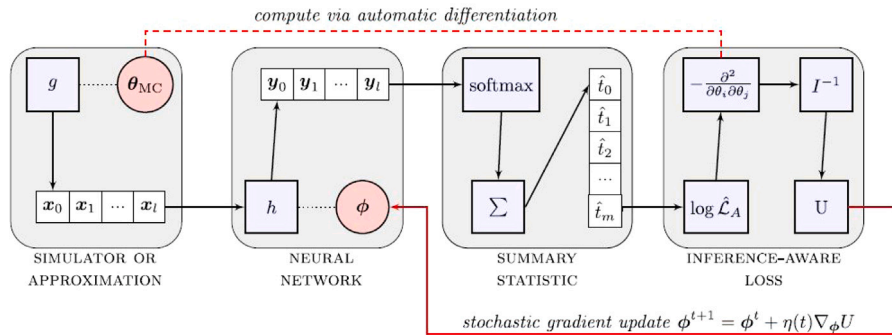 compute via automatic differentiation
g
θ_MC
x_0 x_1 ⋯ x_l
SIMULATOR OR
APPROXIMATION
y_0 y_1 ⋯ y_l
h
ϕ
NEURAL
NETWORK
softmax
∑
t̂_0
t̂_1
t̂_2
⋯
t̂_m
SUMMARY
STATISTIC
−∂²/∂θ_i∂θ_j
I⁻¹
log ℒ̂_A
U
INFERENCE–AWARE
LOSS
stochastic gradient update ϕ^{t+1} = ϕ^t + η(t)∇_ϕ U